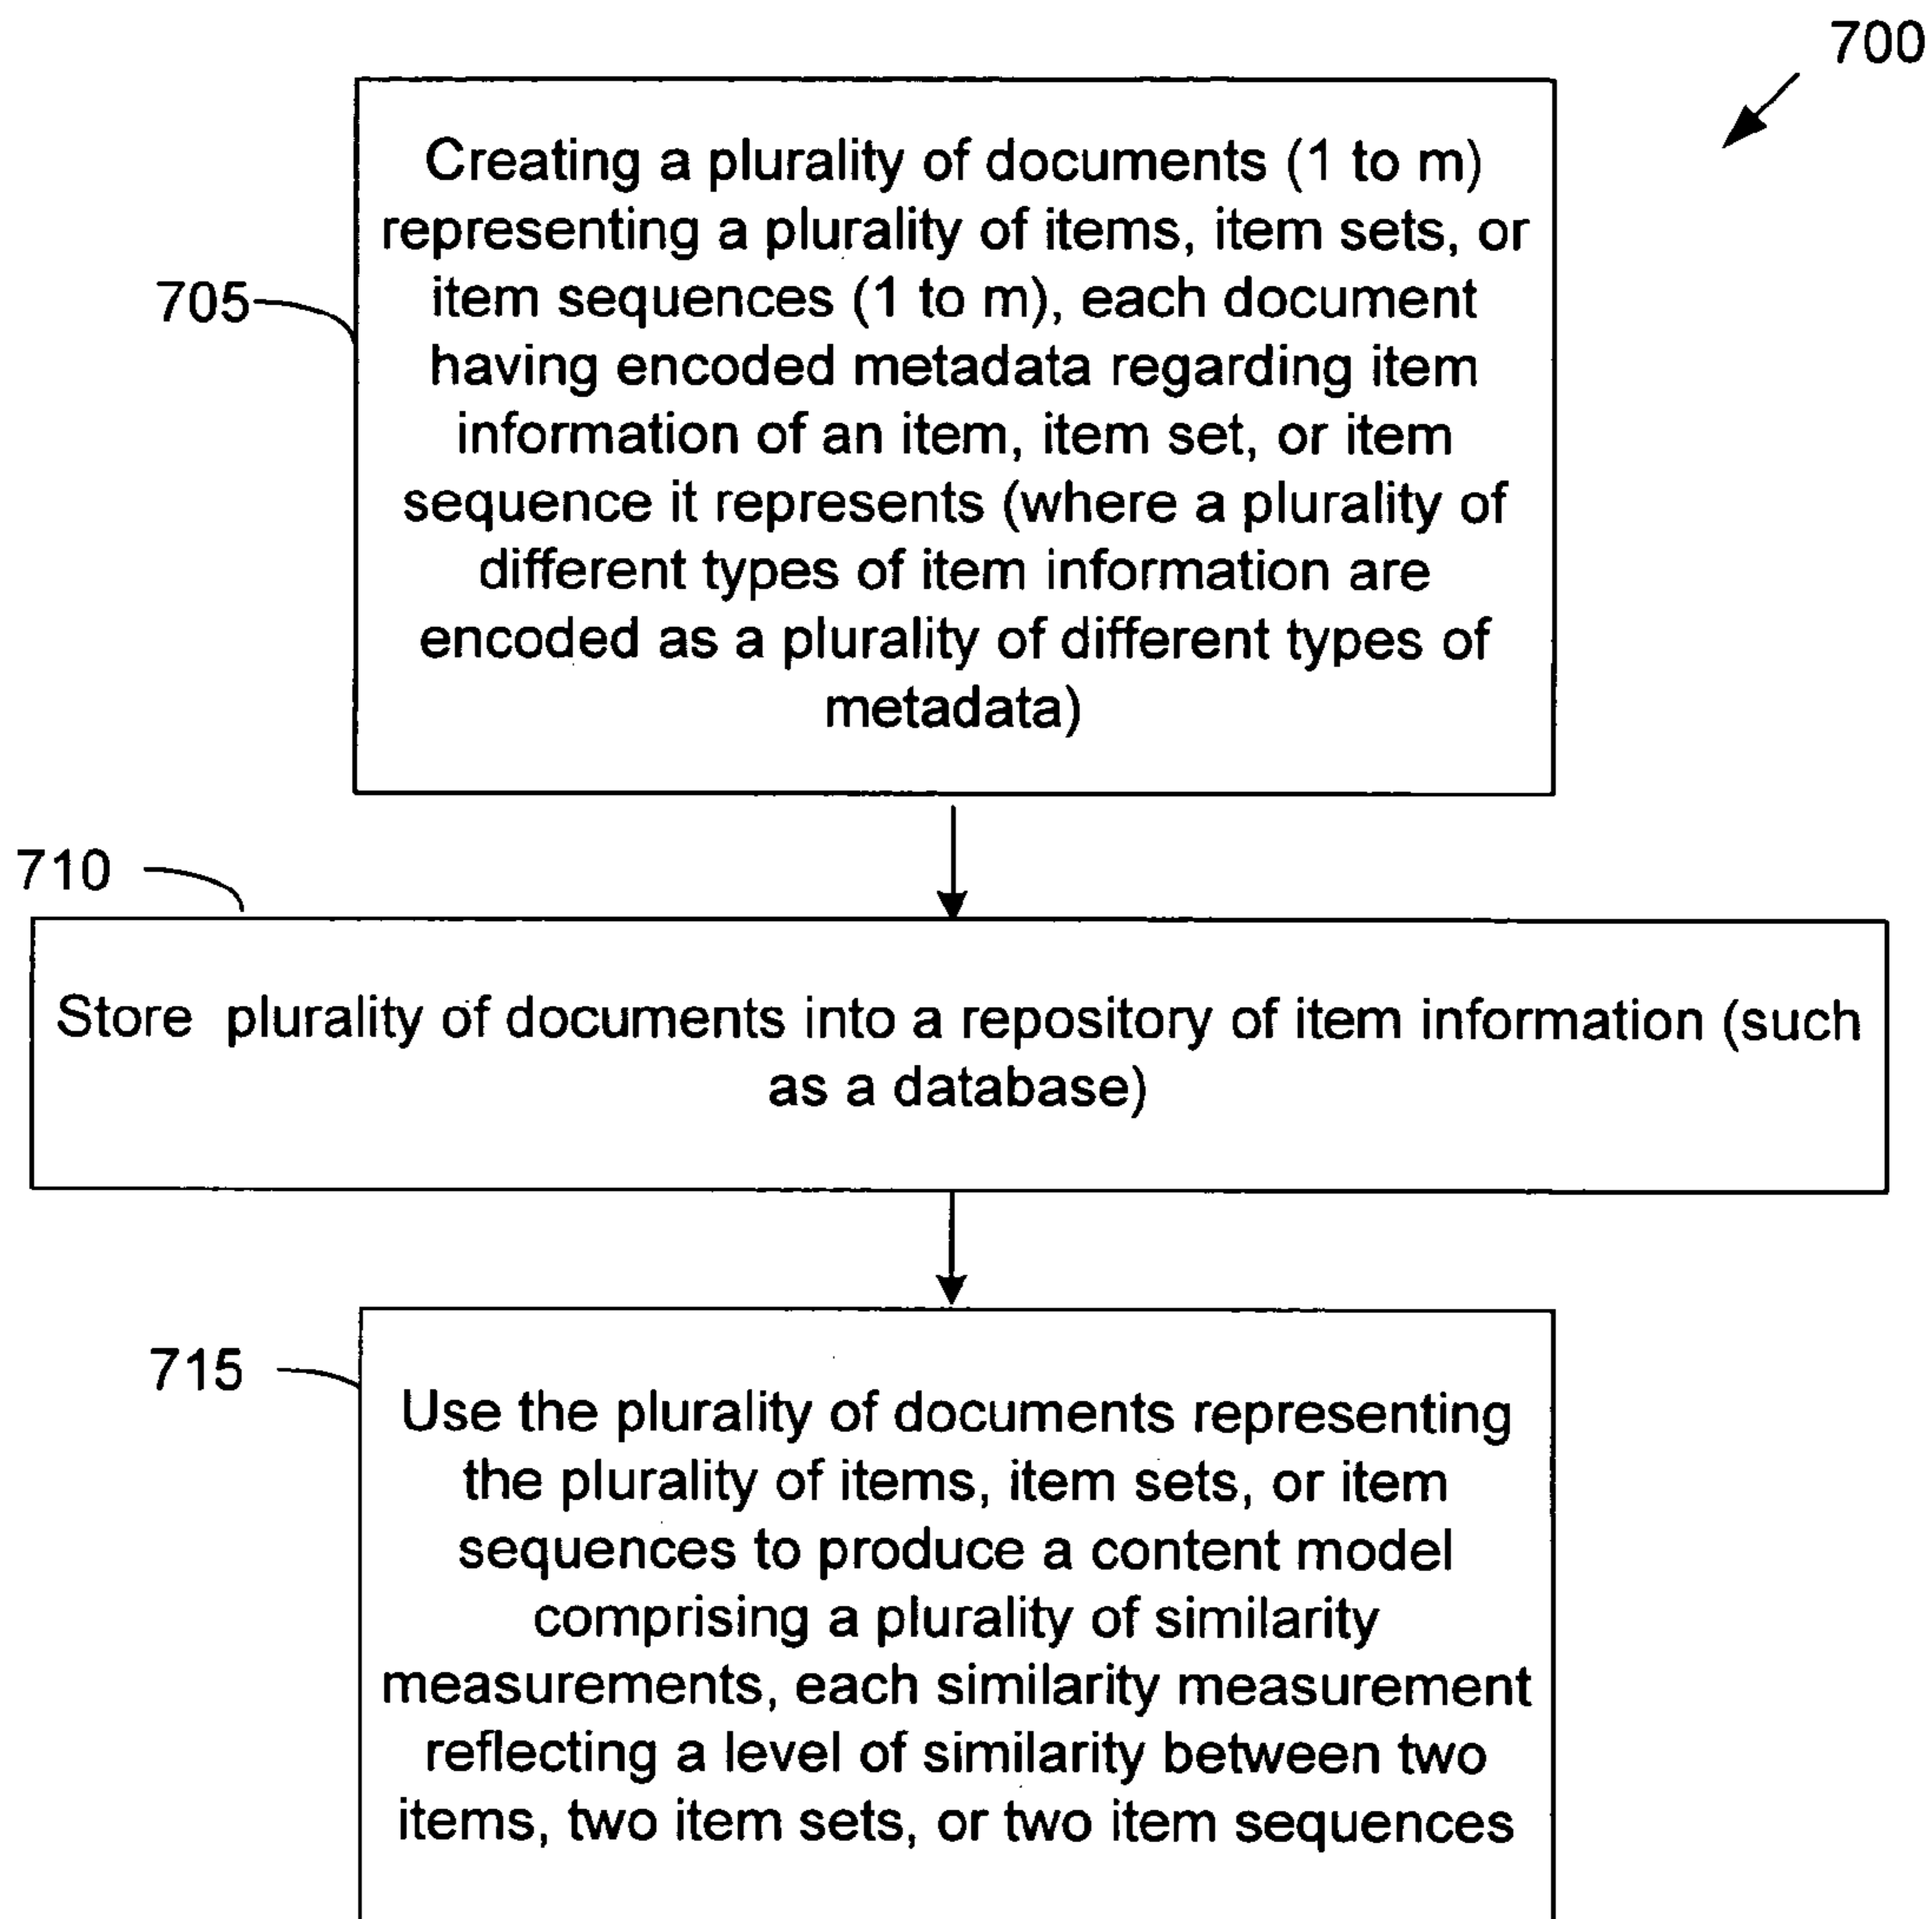 700
Creating a plurality of documents (1 to m)
representing a plurality of items, item sets, or
item sequences (1 to m), each document
having encoded metadata regarding item
information of an item, item set, or item
sequence it represents (where a plurality of
different types of item information are
encoded as a plurality of different types of
metadata)
705
710
Store plurality of documents into a repository of item information (such
as a database)
715
Use the plurality of documents representing
the plurality of items, item sets, or item
sequences to produce a content model
comprising a plurality of similarity
measurements, each similarity measurement
reflecting a level of similarity between two
items, two item sets, or two item sequences